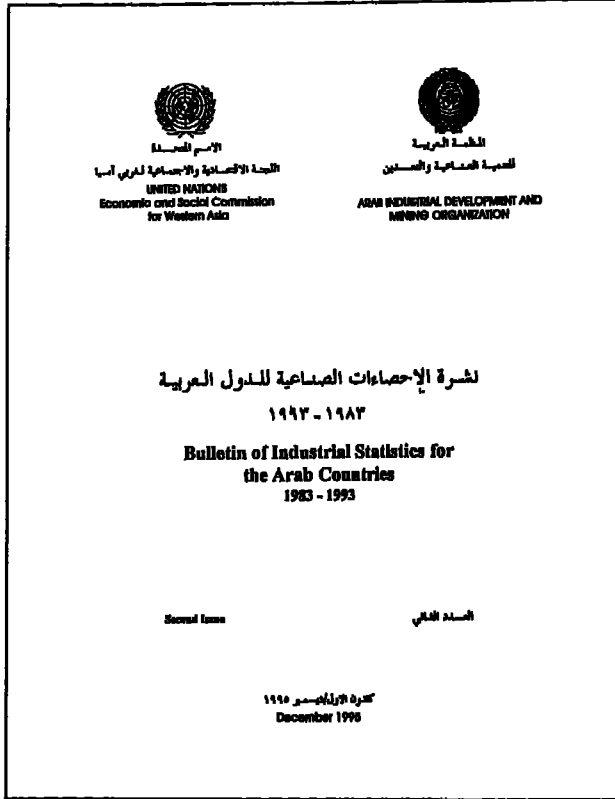 الأمم المتحدة
اللجنة الاقتصادية والاجتماعية لغربي آسيا
UNITED NATIONS
Economic and Social Commission
for Western Asia
المنظمة العربية
للتنمية الصناعية والتعدين
ARAB INDUSTRIAL DEVELOPMENT AND
MINING ORGANIZATION
نشرة الإحصاءات الصناعية للدول العربية
١٩٨٣ - ١٩٩٣
Bulletin of Industrial Statistics for
the Arab Countries
1983 - 1993
Second Issue
العدد الثاني
كانون الأول/ديسمبر ١٩٩٥
December 1995